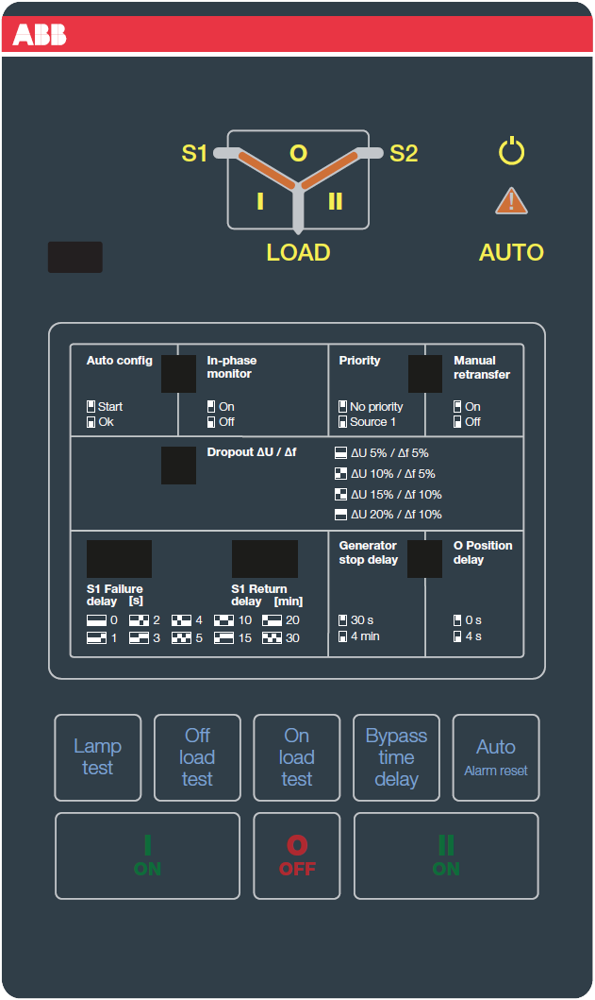 ABB
S1 O S2
I II
LOAD
AUTO
Auto config
Start
Ok
In-phase
monitor
On
Off
Priority
No priority
Source 1
Manual
retransfer
On
Off
Dropout ΔU / Δf
ΔU 5% / Δf 5%
ΔU 10% / Δf 5%
ΔU 15% / Δf 10%
ΔU 20% / Δf 10%
S1 Failure
delay [s]
0 2 4
1 3 5
S1 Return
delay [min]
10 20
15 30
Generator
stop delay
30 s
4 min
O Position
delay
0 s
4 s
Lamp
test
Off
load
test
On
load
test
Bypass
time
delay
Auto
Alarm reset
I
ON
O
OFF
II
ON